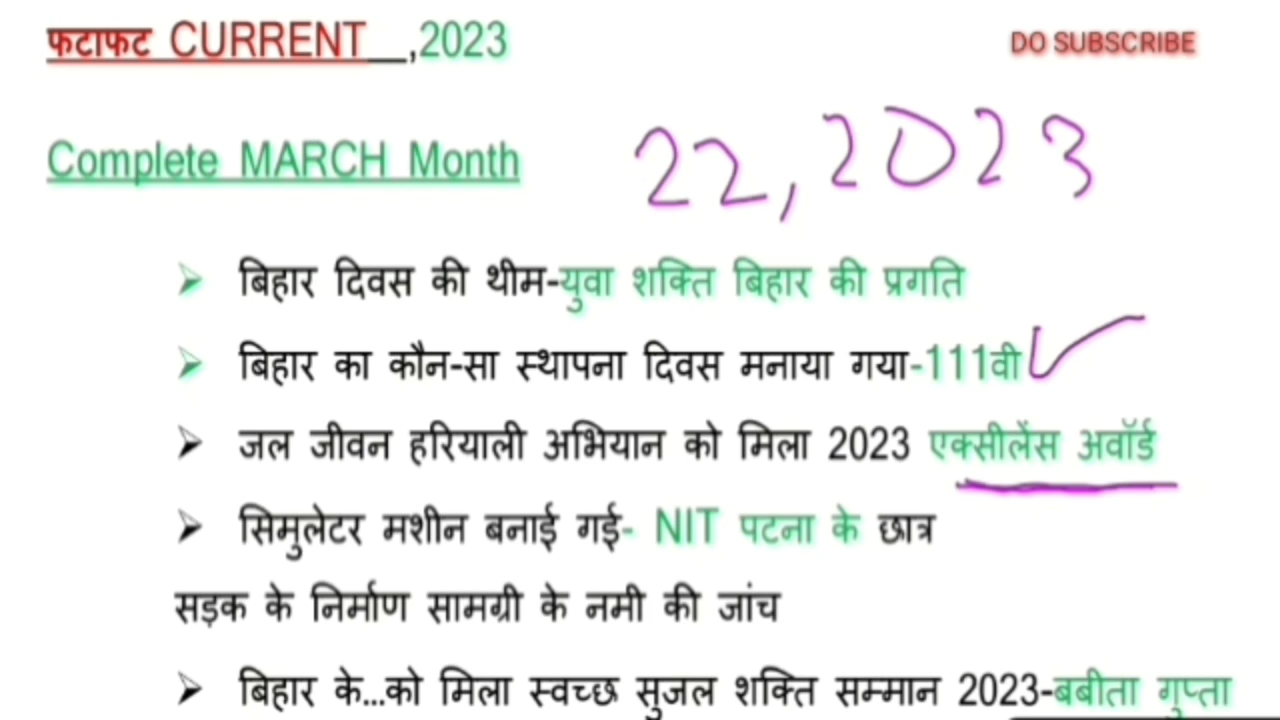 फटाफट CURRENT__,2023
DO SUBSCRIBE
Complete MARCH Month 22,2023
➢ बिहार दिवस की थीम-युवा शक्ति बिहार की प्रगति
➢ बिहार का कौन-सा स्थापना दिवस मनाया गया-111वी
➢ जल जीवन हरियाली अभियान को मिला 2023 एक्सीलेंस अवॉर्ड
➢ सिमुलेटर मशीन बनाई गई- NIT पटना के छात्र
सड़क के निर्माण सामग्री के नमी की जांच
➢ बिहार के...को मिला स्वच्छ सुजल शक्ति सम्मान 2023-बबीता गुप्ता